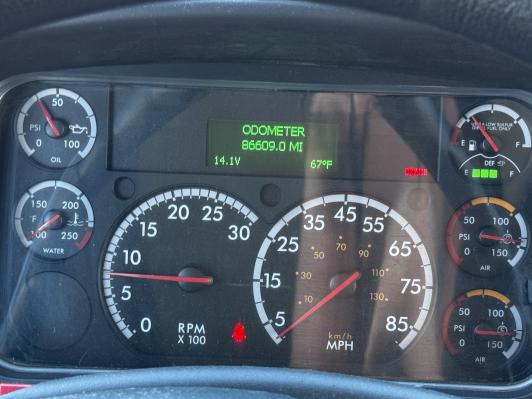 50
PSI
0
100
OIL
ODOMETER
86609.0 MI
14.1V
67°F
ULTRA LOW SULFUR
DIESEL FUEL ONLY
E
F
DEF
E
F
150
200
°F
100
250
WATER
0
5
10
15
20
25
30
RPM
X 100
5
15
25
35
45
55
65
75
85
10
30
50
70
90
110
130
km/h
MPH
50
100
PSI
0
150
AIR
50
100
PSI
0
150
AIR